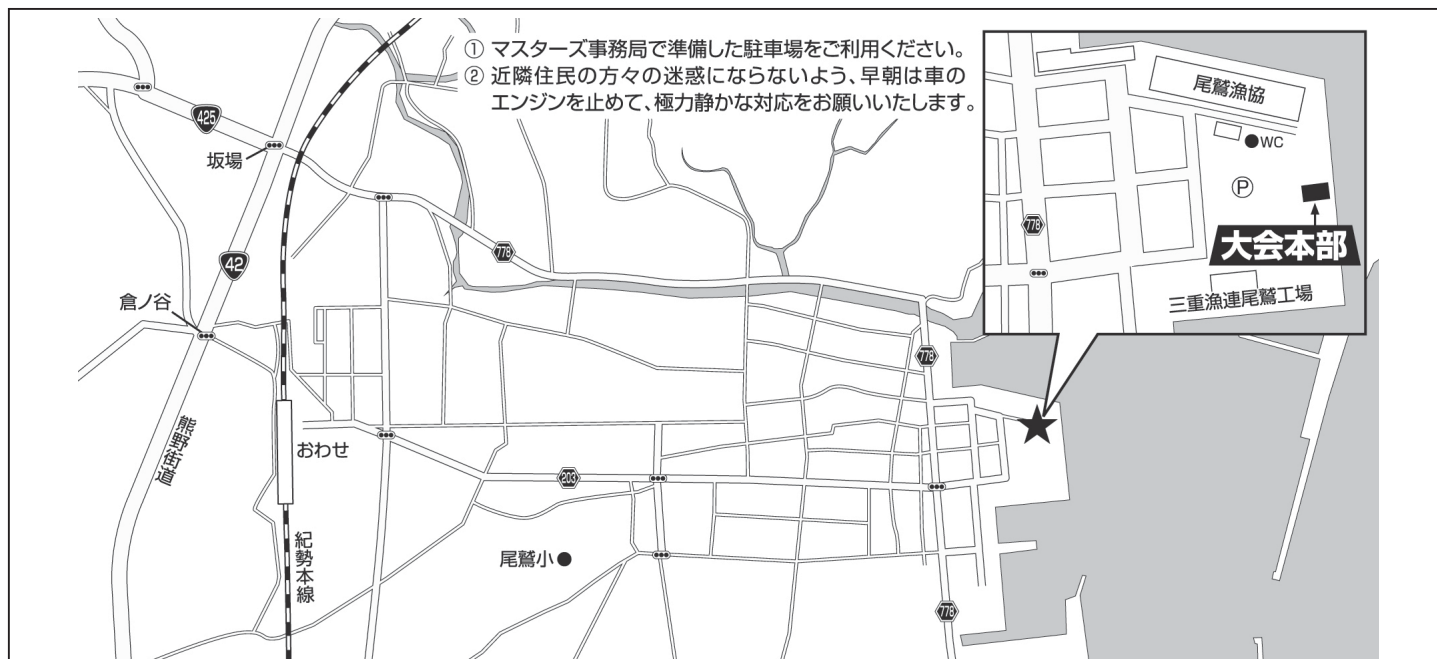 ① マスターズ事務局で準備した駐車場をご利用ください。
② 近隣住民の方々の迷惑にならないよう、早朝は車の
エンジンを止めて、極力静かな対応をお願いいたします。
尾鷲漁協
WC
P
778
大会本部
三重漁連尾鷲工場
425
坂場
42
778
倉ノ谷
778
熊野街道
おわせ
203
紀勢本線
尾鷲小
778